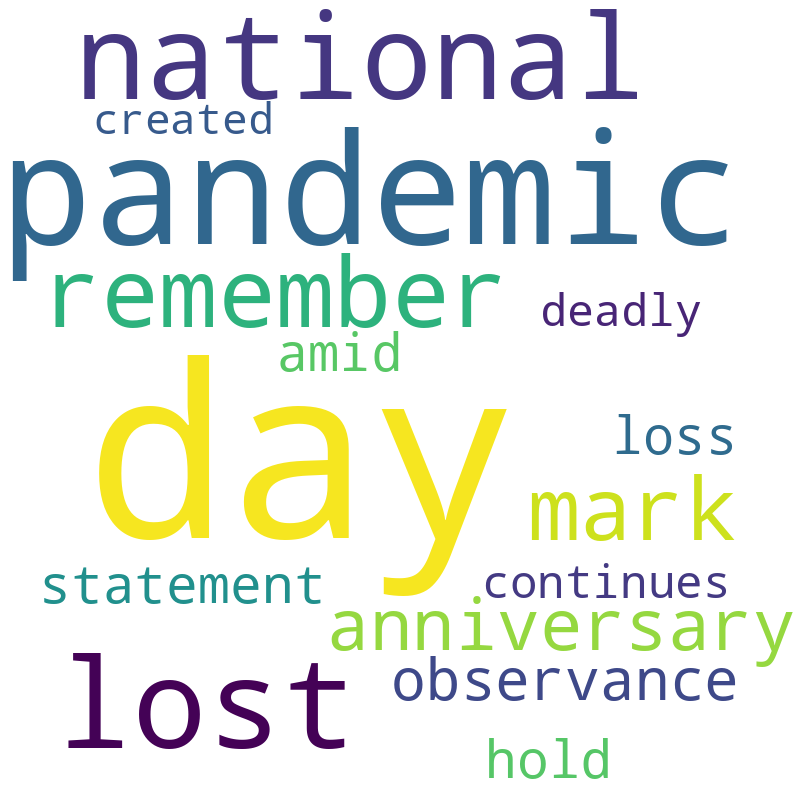 national
created
pandemic
remember
deadly
amid
day
loss
mark
statement
continues
anniversary
lost
observance
hold